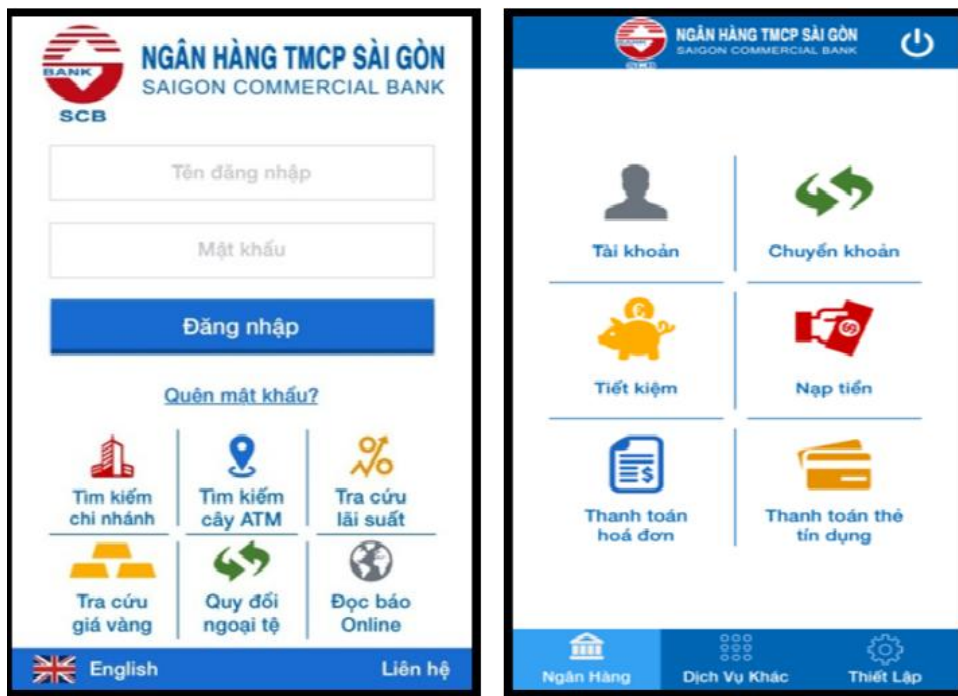 BANK
SCB
NGÂN HÀNG TMCP SÀI GÒN
SAIGON COMMERCIAL BANK
Tên đăng nhập
Mật khẩu
Đăng nhập
Quên mật khẩu?
Tìm kiếm
chi nhánh
Tìm kiếm
cây ATM
Tra cứu
lãi suất
Tra cứu
giá vàng
Quy đổi
ngoại tệ
Đọc báo
Online
English
Liên hệ
NGÂN HÀNG TMCP SÀI GÒN
SAIGON COMMERCIAL BANK
Tài khoản
Chuyển khoản
Tiết kiệm
Nạp tiền
Thanh toán
hoá đơn
Thanh toán thẻ
tín dụng
Ngân Hàng
Dịch Vụ Khác
Thiết Lập